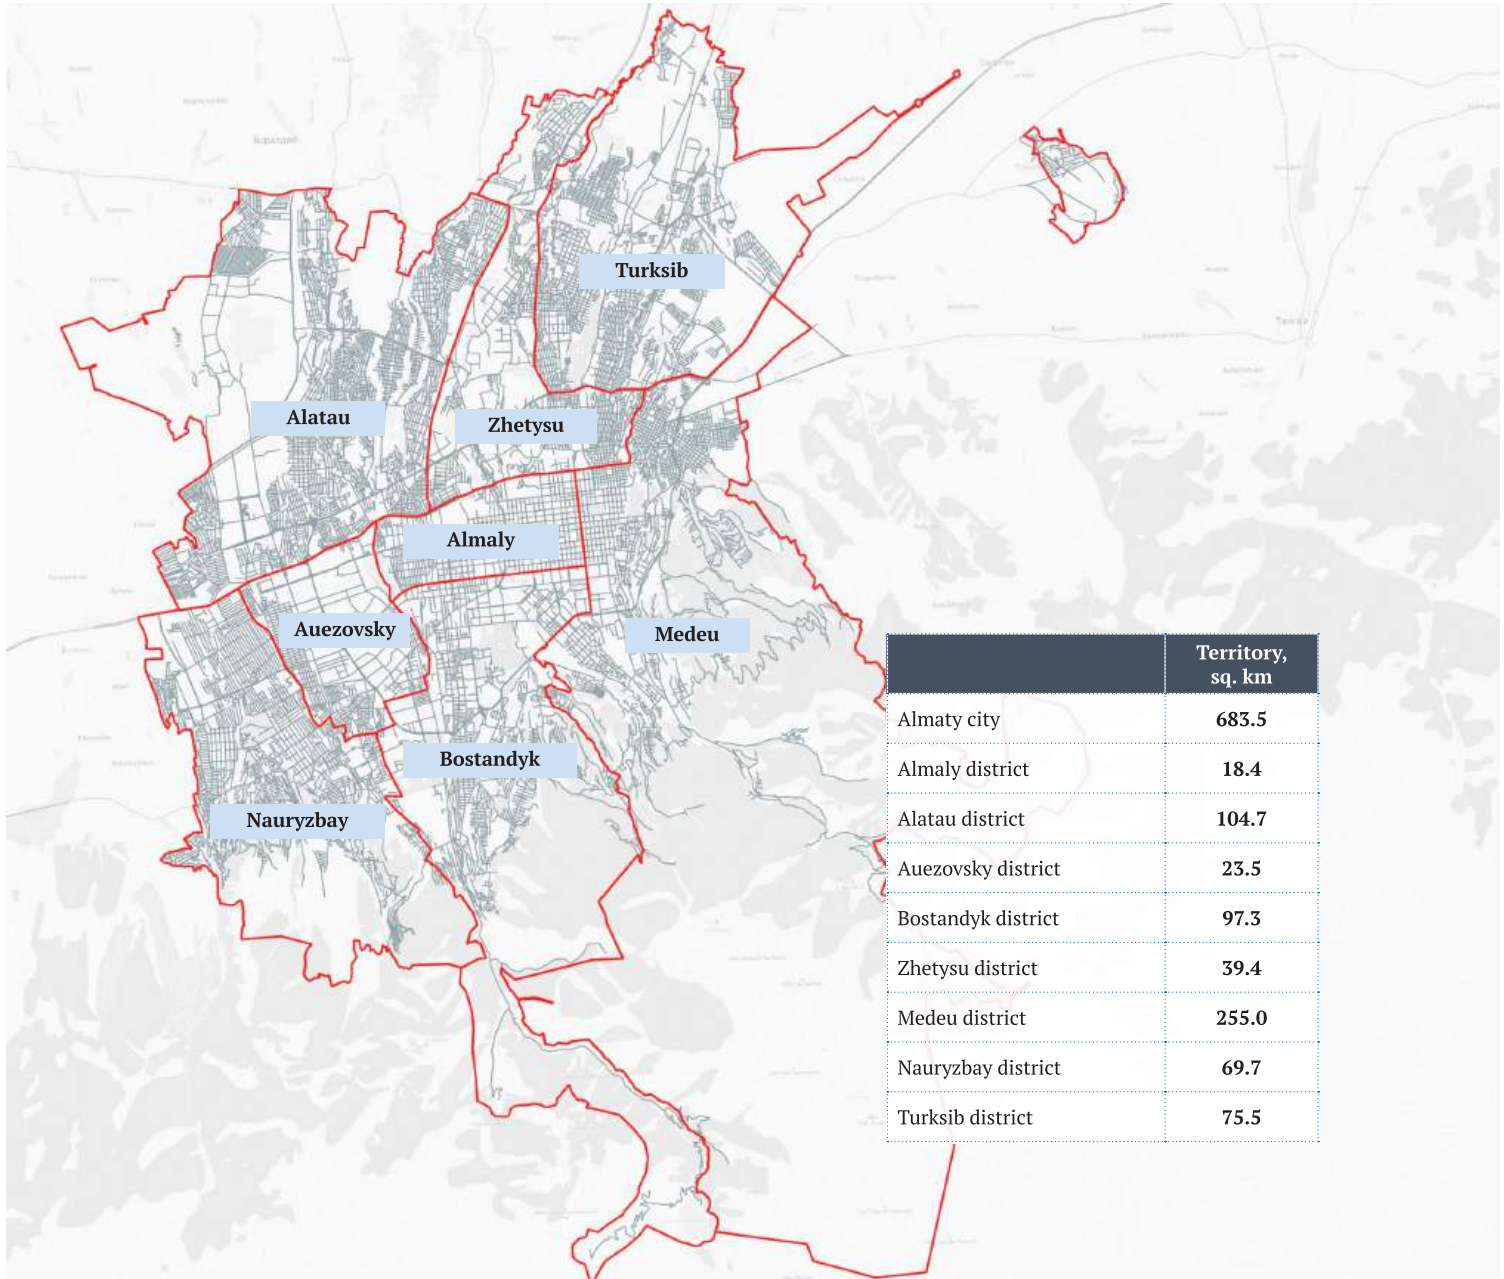 Turksib
Alatau
Zhetysu
Almaly
Auezovsky
Medeu
Bostandyk
Nauryzbay
Territory,
sq. km
Almaty city 683.5
Almaly district 18.4
Alatau district 104.7
Auezovsky district 23.5
Bostandyk district 97.3
Zhetysu district 39.4
Medeu district 255.0
Nauryzbay district 69.7
Turksib district 75.5